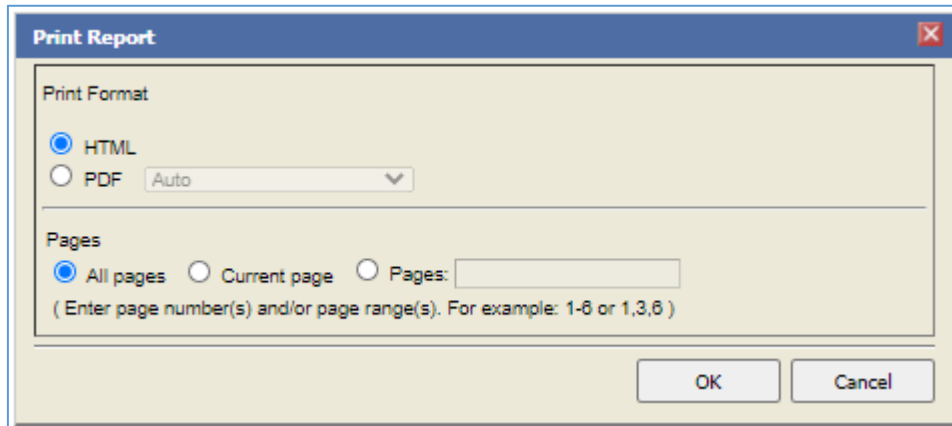 Print Report
Print Format
HTML
PDF Auto
Pages
All pages Current page Pages:
( Enter page number(s) and/or page range(s). For example: 1-6 or 1,3,6 )
OK Cancel